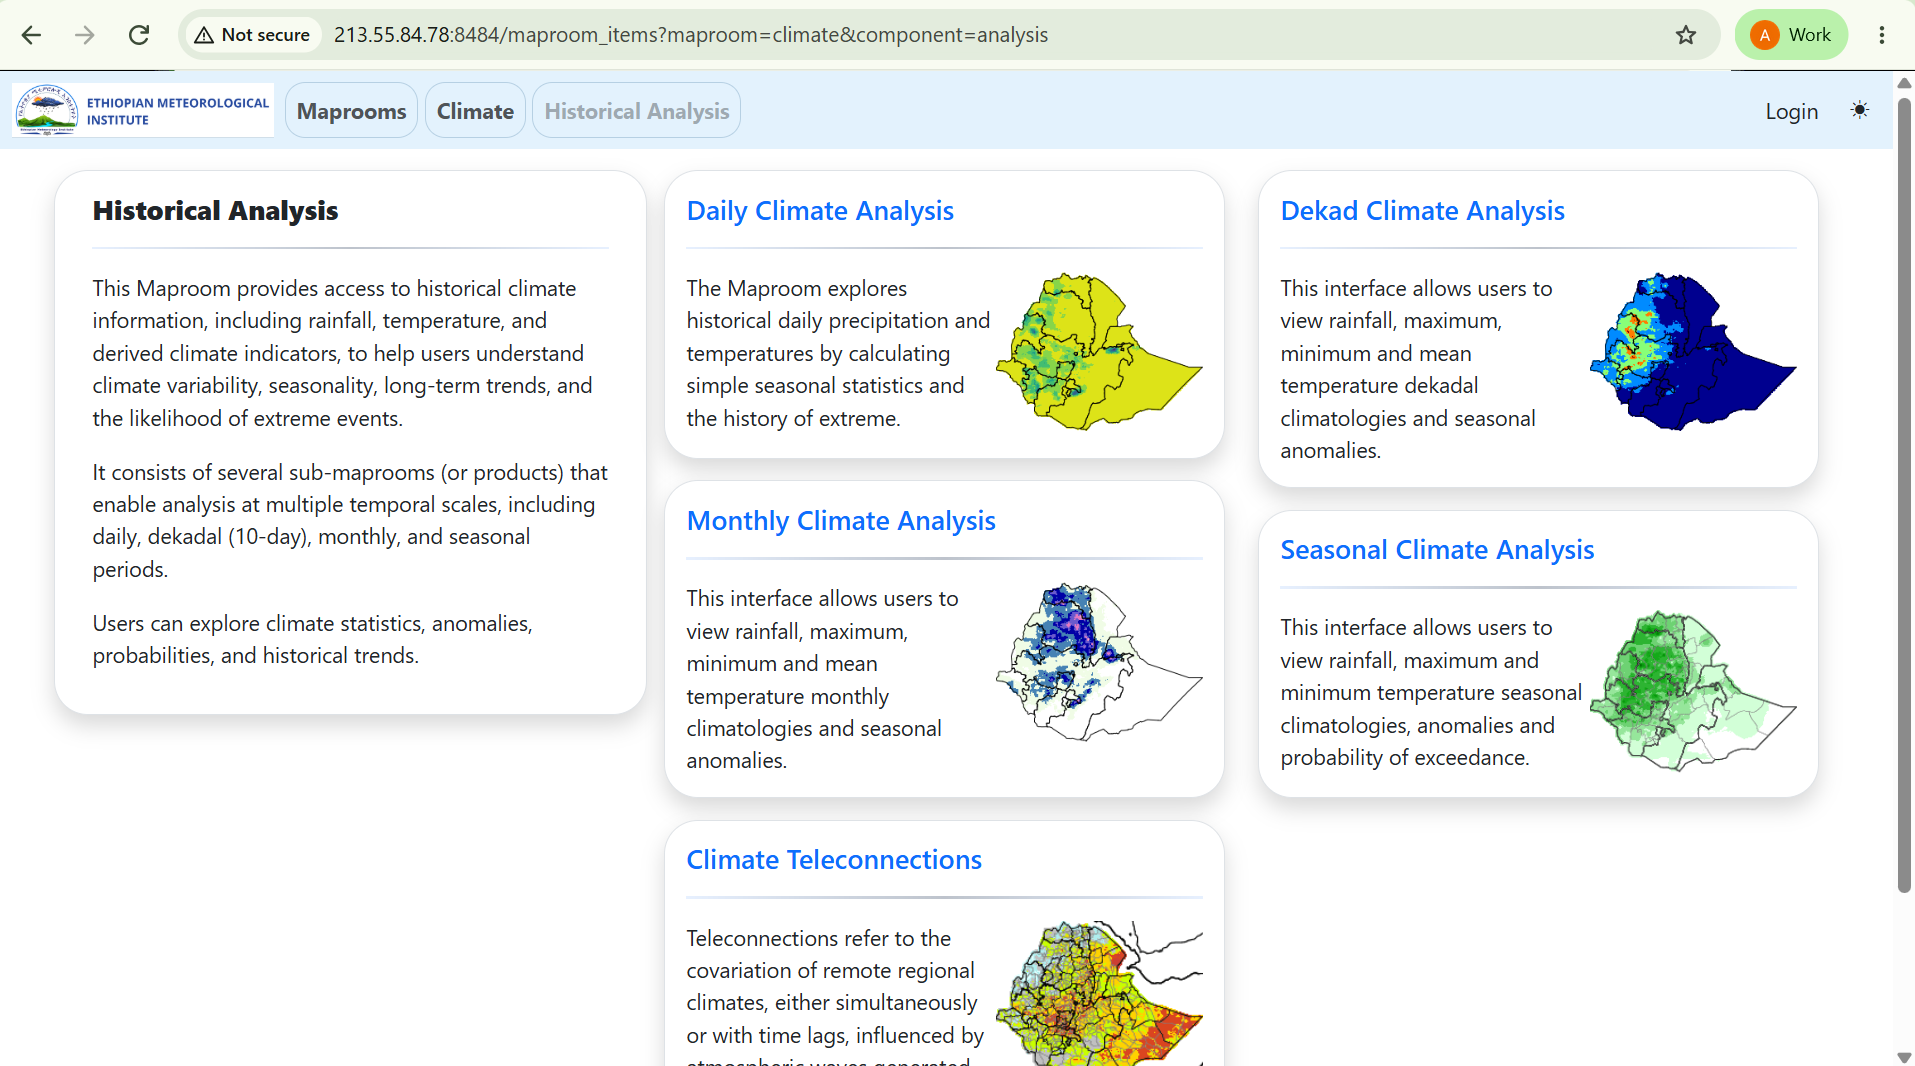 Not secure
213.55.84.78:8484/maproom_items?maproom=climate&component=analysis
A
Work
ETHIOPIAN METEOROLOGICAL
INSTITUTE
Maprooms
Climate
Historical Analysis
Login
Historical Analysis
This Maproom provides access to historical climate
information, including rainfall, temperature, and
derived climate indicators, to help users understand
climate variability, seasonality, long-term trends, and
the likelihood of extreme events.
It consists of several sub-maprooms (or products) that
enable analysis at multiple temporal scales, including
daily, dekadal (10-day), monthly, and seasonal
periods.
Users can explore climate statistics, anomalies,
probabilities, and historical trends.
Daily Climate Analysis
The Maproom explores
historical daily precipitation and
temperatures by calculating
simple seasonal statistics and
the history of extreme.
Dekad Climate Analysis
This interface allows users to
view rainfall, maximum,
minimum and mean
temperature dekadal
climatologies and seasonal
anomalies.
Monthly Climate Analysis
This interface allows users to
view rainfall, maximum,
minimum and mean
temperature monthly
climatologies and seasonal
anomalies.
Seasonal Climate Analysis
This interface allows users to
view rainfall, maximum and
minimum temperature seasonal
climatologies, anomalies and
probability of exceedance.
Climate Teleconnections
Teleconnections refer to the
covariation of remote regional
climates, either simultaneously
or with time lags, influenced by
atmospheric waves generated